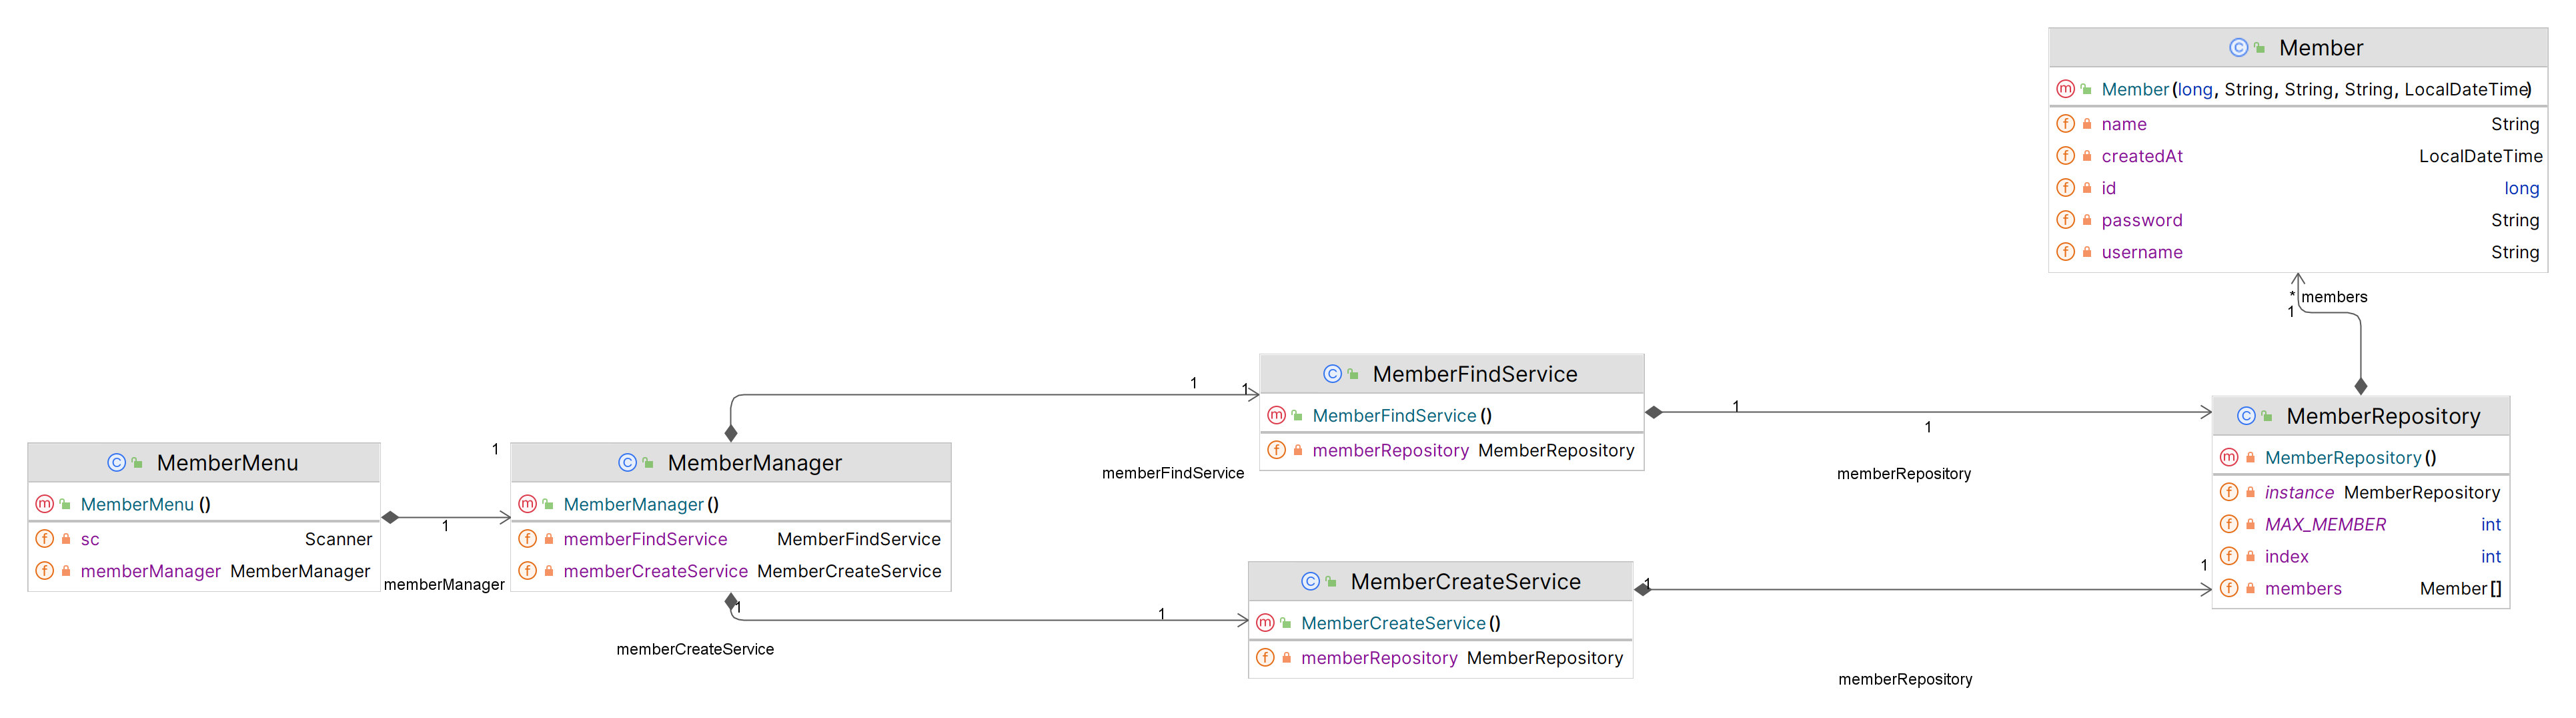 Member
Member(long, String, String, String, LocalDateTime)
name String
createdAt LocalDateTime
id long
password String
username String
* members
1
MemberFindService
MemberFindService()
memberRepository MemberRepository
1 1
memberFindService
1
1
memberRepository
MemberRepository
MemberRepository()
instance MemberRepository
MAX_MEMBER int
index int
members Member[]
MemberMenu
MemberMenu()
sc Scanner
memberManager MemberManager
1
1
memberManager
MemberManager
MemberManager()
memberFindService MemberFindService
memberCreateService MemberCreateService
1
1
memberCreateService
MemberCreateService
MemberCreateService()
memberRepository MemberRepository
1
1
memberRepository